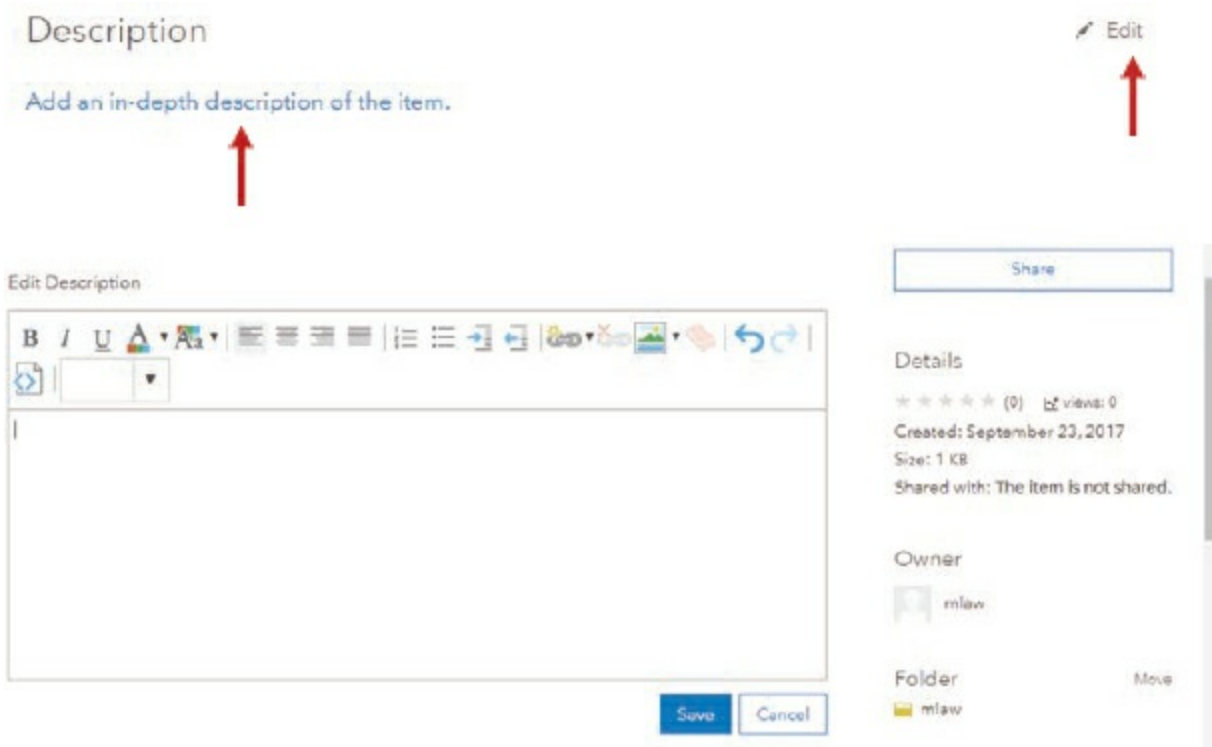 Description
Edit
Add an in-depth description of the item.
Edit Description
B I U A Aa
Share
Details
(0) views: 0
Created: September 23, 2017
Size: 1 KB
Shared with: The item is not shared.
Owner
mlaw
Folder Move
mlaw
Save Cancel